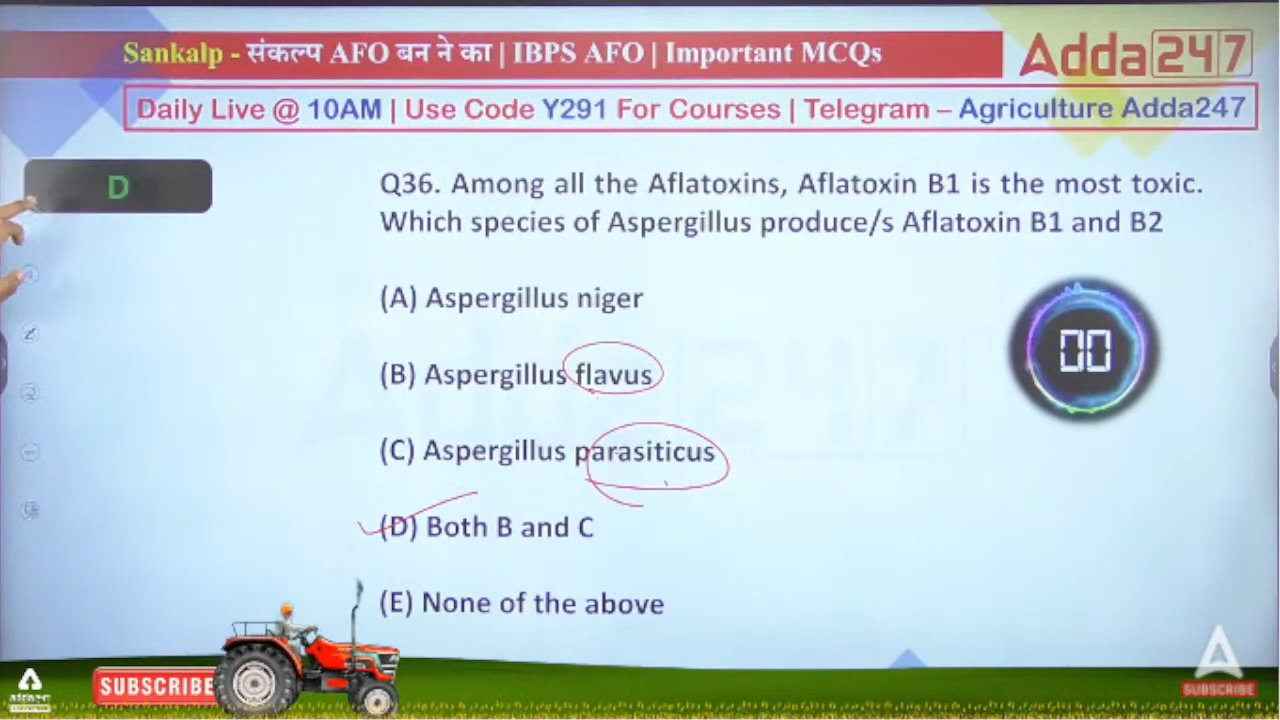 Sankalp - संकल्प AFO बन ने का | IBPS AFO | Important MCQs
Adda247
Daily Live @ 10AM | Use Code Y291 For Courses | Telegram – Agriculture Adda247
D
Q36. Among all the Aflatoxins, Aflatoxin B1 is the most toxic.
Which species of Aspergillus produce/s Aflatoxin B1 and B2
(A) Aspergillus niger
00
(B) Aspergillus flavus
(C) Aspergillus parasiticus
(D) Both B and C
(E) None of the above
SUBSCRIBE
SUBSCRIBE